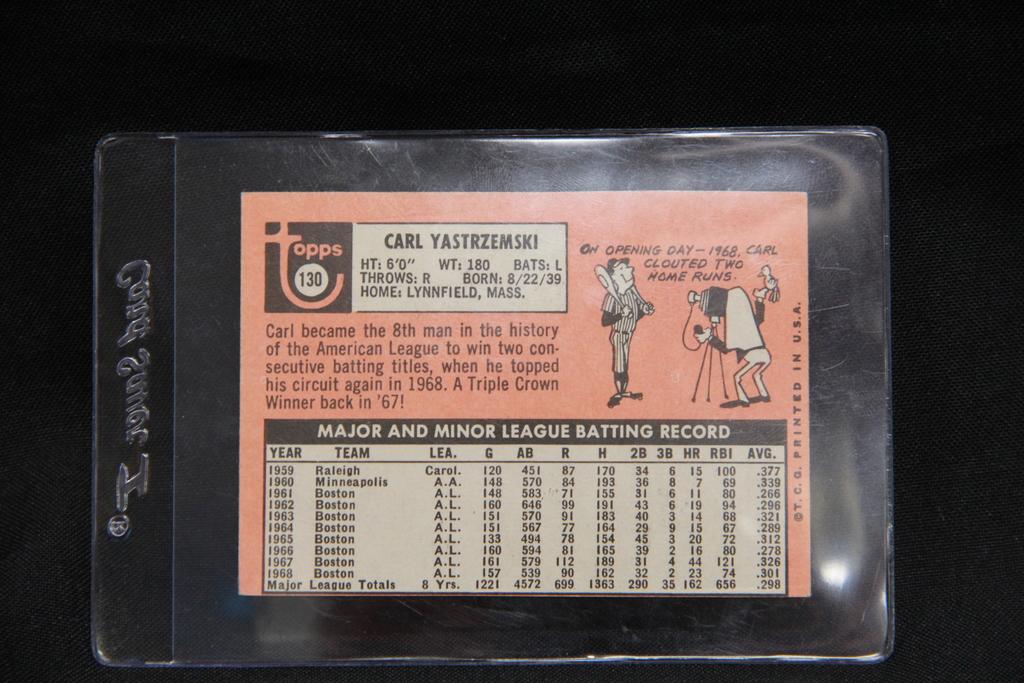 Card Saver I ®
topps
130
CARL YASTRZEMSKI
HT: 6'0" WT: 180 BATS: L
THROWS: R BORN: 8/22/39
HOME: LYNNFIELD, MASS.
ON OPENING DAY—1968, CARL
CLOUTED TWO
HOME RUNS.
Carl became the 8th man in the history
of the American League to win two con-
secutive batting titles, when he topped
his circuit again in 1968. A Triple Crown
Winner back in '67!
MAJOR AND MINOR LEAGUE BATTING RECORD
YEAR TEAM LEA. G AB R H 2B 3B HR RBI AVG.
1959 Raleigh Carol. 120 451 87 170 34 6 15 100 .377
1960 Minneapolis A.A. 148 570 84 193 36 8 7 69 .339
1961 Boston A.L. 148 583 71 155 31 6 11 80 .266
1962 Boston A.L. 160 646 99 191 43 6 19 94 .296
1963 Boston A.L. 151 570 91 183 40 3 14 68 .321
1964 Boston A.L. 151 567 77 164 29 9 15 67 .289
1965 Boston A.L. 133 494 78 154 45 3 20 72 .312
1966 Boston A.L. 160 594 81 165 39 2 16 80 .278
1967 Boston A.L. 161 579 112 189 31 4 44 121 .326
1968 Boston A.L. 157 539 90 162 32 2 23 74 .301
Major League Totals 8 Yrs. 1221 4572 699 1363 290 35 162 656 .298
© T. C. G. PRINTED IN U.S.A.